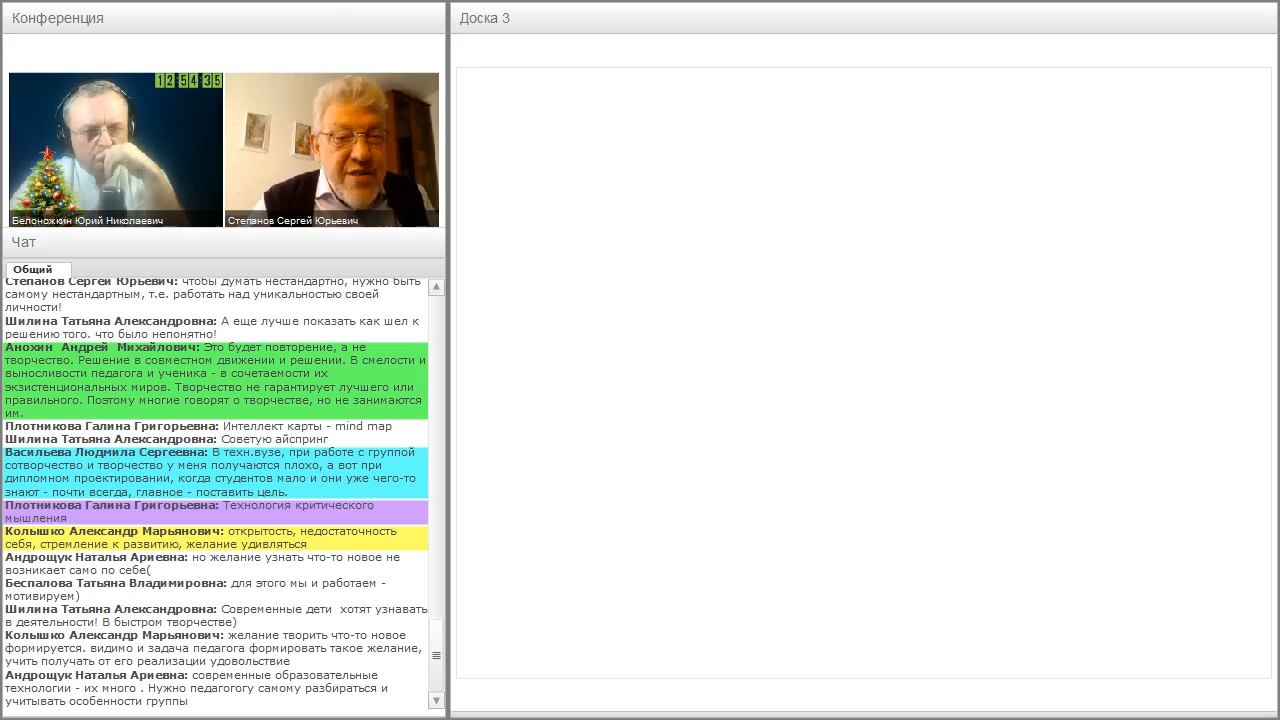 Конференция
Доска 3
12:54:35
Белоножкин Юрий Николаевич
Степанов Сергей Юрьевич
Чат
Общий
Степанов Сергей Юрьевич: чтобы думать нестандартно, нужно быть
самому нестандартным, т.е. работать над уникальностью своей
личности!
Шилина Татьяна Александровна: А еще лучше показать как шел к
решению того. что было непонятно!
Анохин Андрей Михайлович: Это будет повторение, а не
творчество. Решение в совместном движении и решении. В смелости и
выносливости педагога и ученика - в сочетаемости их
экзистенциональных миров. Творчество не гарантирует лучшего или
правильного. Поэтому многие говорят о творчестве, но не занимаются
им.
Плотникова Галина Григорьевна: Интеллект карты - mind map
Шилина Татьяна Александровна: Советую айспринг
Васильева Людмила Сергеевна: В техн.вузе, при работе с группой
сотворчество и творчество у меня получаются плохо, а вот при
дипломном проектировании, когда студентов мало и они уже чего-то
знают - почти всегда, главное - поставить цель.
Плотникова Галина Григорьевна: Технология критического
мышления
Колышко Александр Марьянович: открытость, недостаточность
себя, стремление к развитию, желание удивляться
Андрощук Наталья Ариевна: но желание узнать что-то новое не
возникает само по себе(
Беспалова Татьяна Владимировна: для этого мы и работаем -
мотивируем)
Шилина Татьяна Александровна: Современные дети хотят узнавать
в деятельности! В быстром творчестве)
Колышко Александр Марьянович: желание творить что-то новое
формируется. видимо и задача педагога формировать такое желание,
учить получать от его реализации удовольствие
Андрощук Наталья Ариевна: современные образовательные
технологии - их много . Нужно педагогогу самому разбираться и
учитывать особенности группы